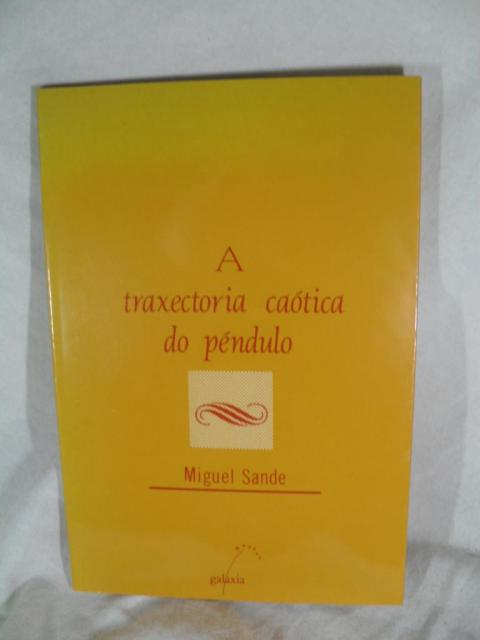 A
traxectoria caótica
do péndulo
Miguel Sande
galaxia